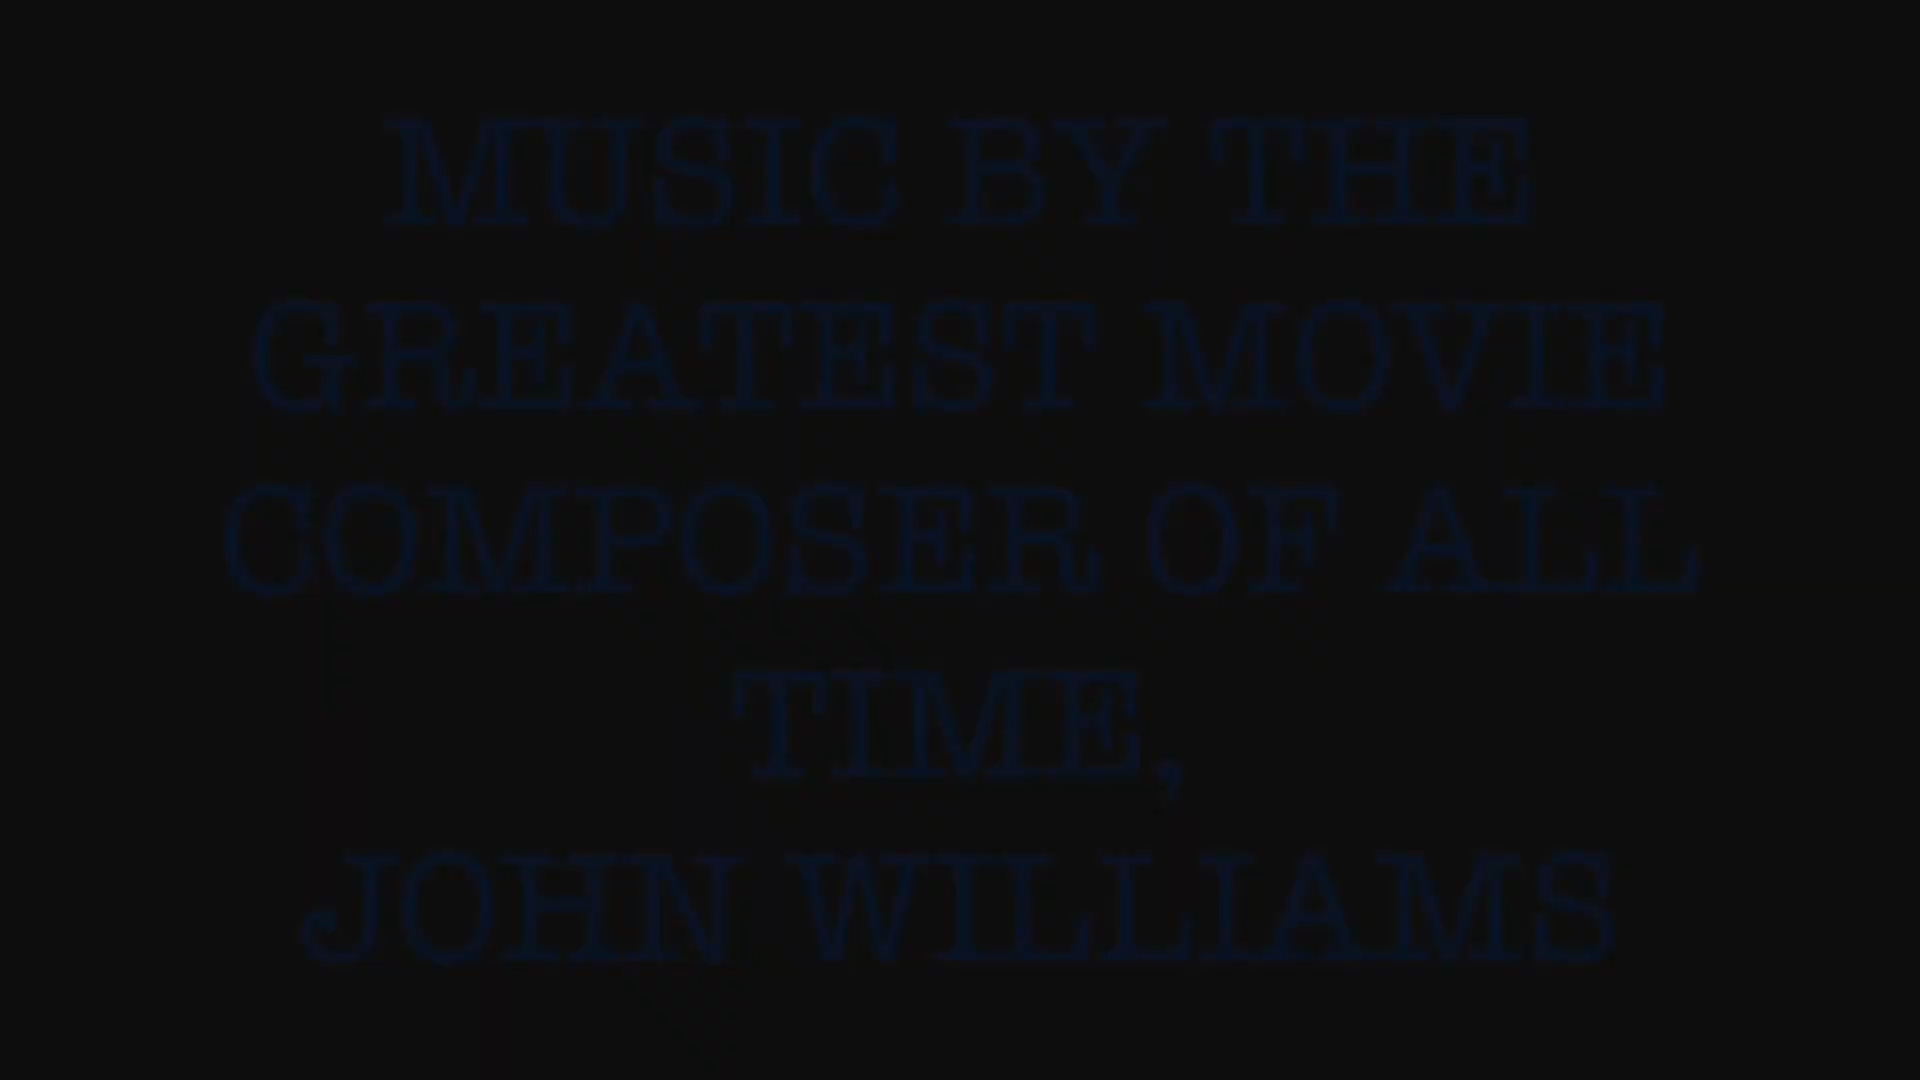 MUSIC BY THE
GREATEST MOVIE
COMPOSER OF ALL
TIME,
JOHN WILLIAMS